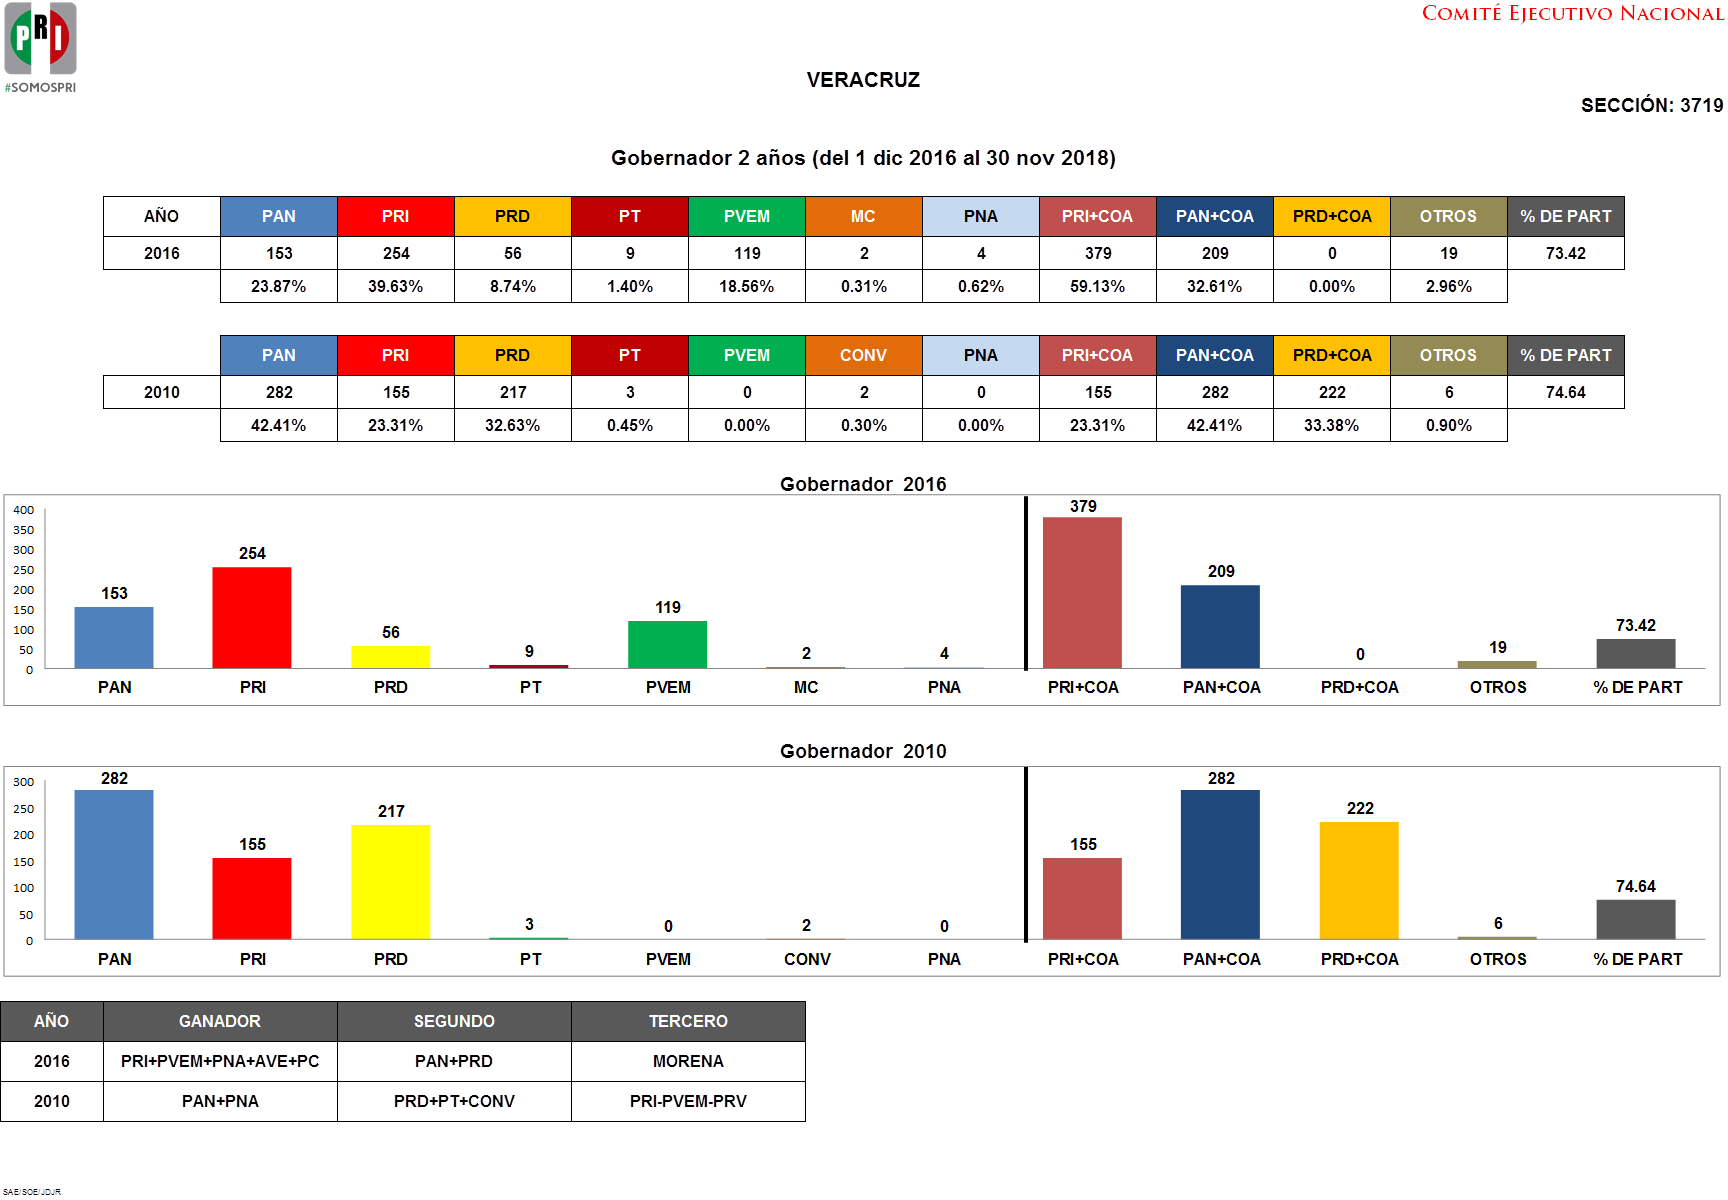 PRI
#SOMOSPRI
COMITÉ EJECUTIVO NACIONAL
VERACRUZ
SECCIÓN: 3719
Gobernador 2 años (del 1 dic 2016 al 30 nov 2018)
AÑO PAN PRI PRD PT PVEM MC PNA PRI+COA PAN+COA PRD+COA OTROS % DE PART
2016 153 254 56 9 119 2 4 379 209 0 19 73.42
23.87% 39.63% 8.74% 1.40% 18.56% 0.31% 0.62% 59.13% 32.61% 0.00% 2.96%
PAN PRI PRD PT PVEM CONV PNA PRI+COA PAN+COA PRD+COA OTROS % DE PART
2010 282 155 217 3 0 2 0 155 282 222 6 74.64
42.41% 23.31% 32.63% 0.45% 0.00% 0.30% 0.00% 23.31% 42.41% 33.38% 0.90%
Gobernador 2016
400
350
300
250
200
150
100
50
0
153 254 56 9 119 2 4 379 209 0 19 73.42
PAN PRI PRD PT PVEM MC PNA PRI+COA PAN+COA PRD+COA OTROS % DE PART
Gobernador 2010
300
250
200
150
100
50
0
282 155 217 3 0 2 0 155 282 222 6 74.64
PAN PRI PRD PT PVEM CONV PNA PRI+COA PAN+COA PRD+COA OTROS % DE PART
AÑO GANADOR SEGUNDO TERCERO
2016 PRI+PVEM+PNA+AVE+PC PAN+PRD MORENA
2010 PAN+PNA PRD+PT+CONV PRI-PVEM-PRV
SAE/SOE/JDJR